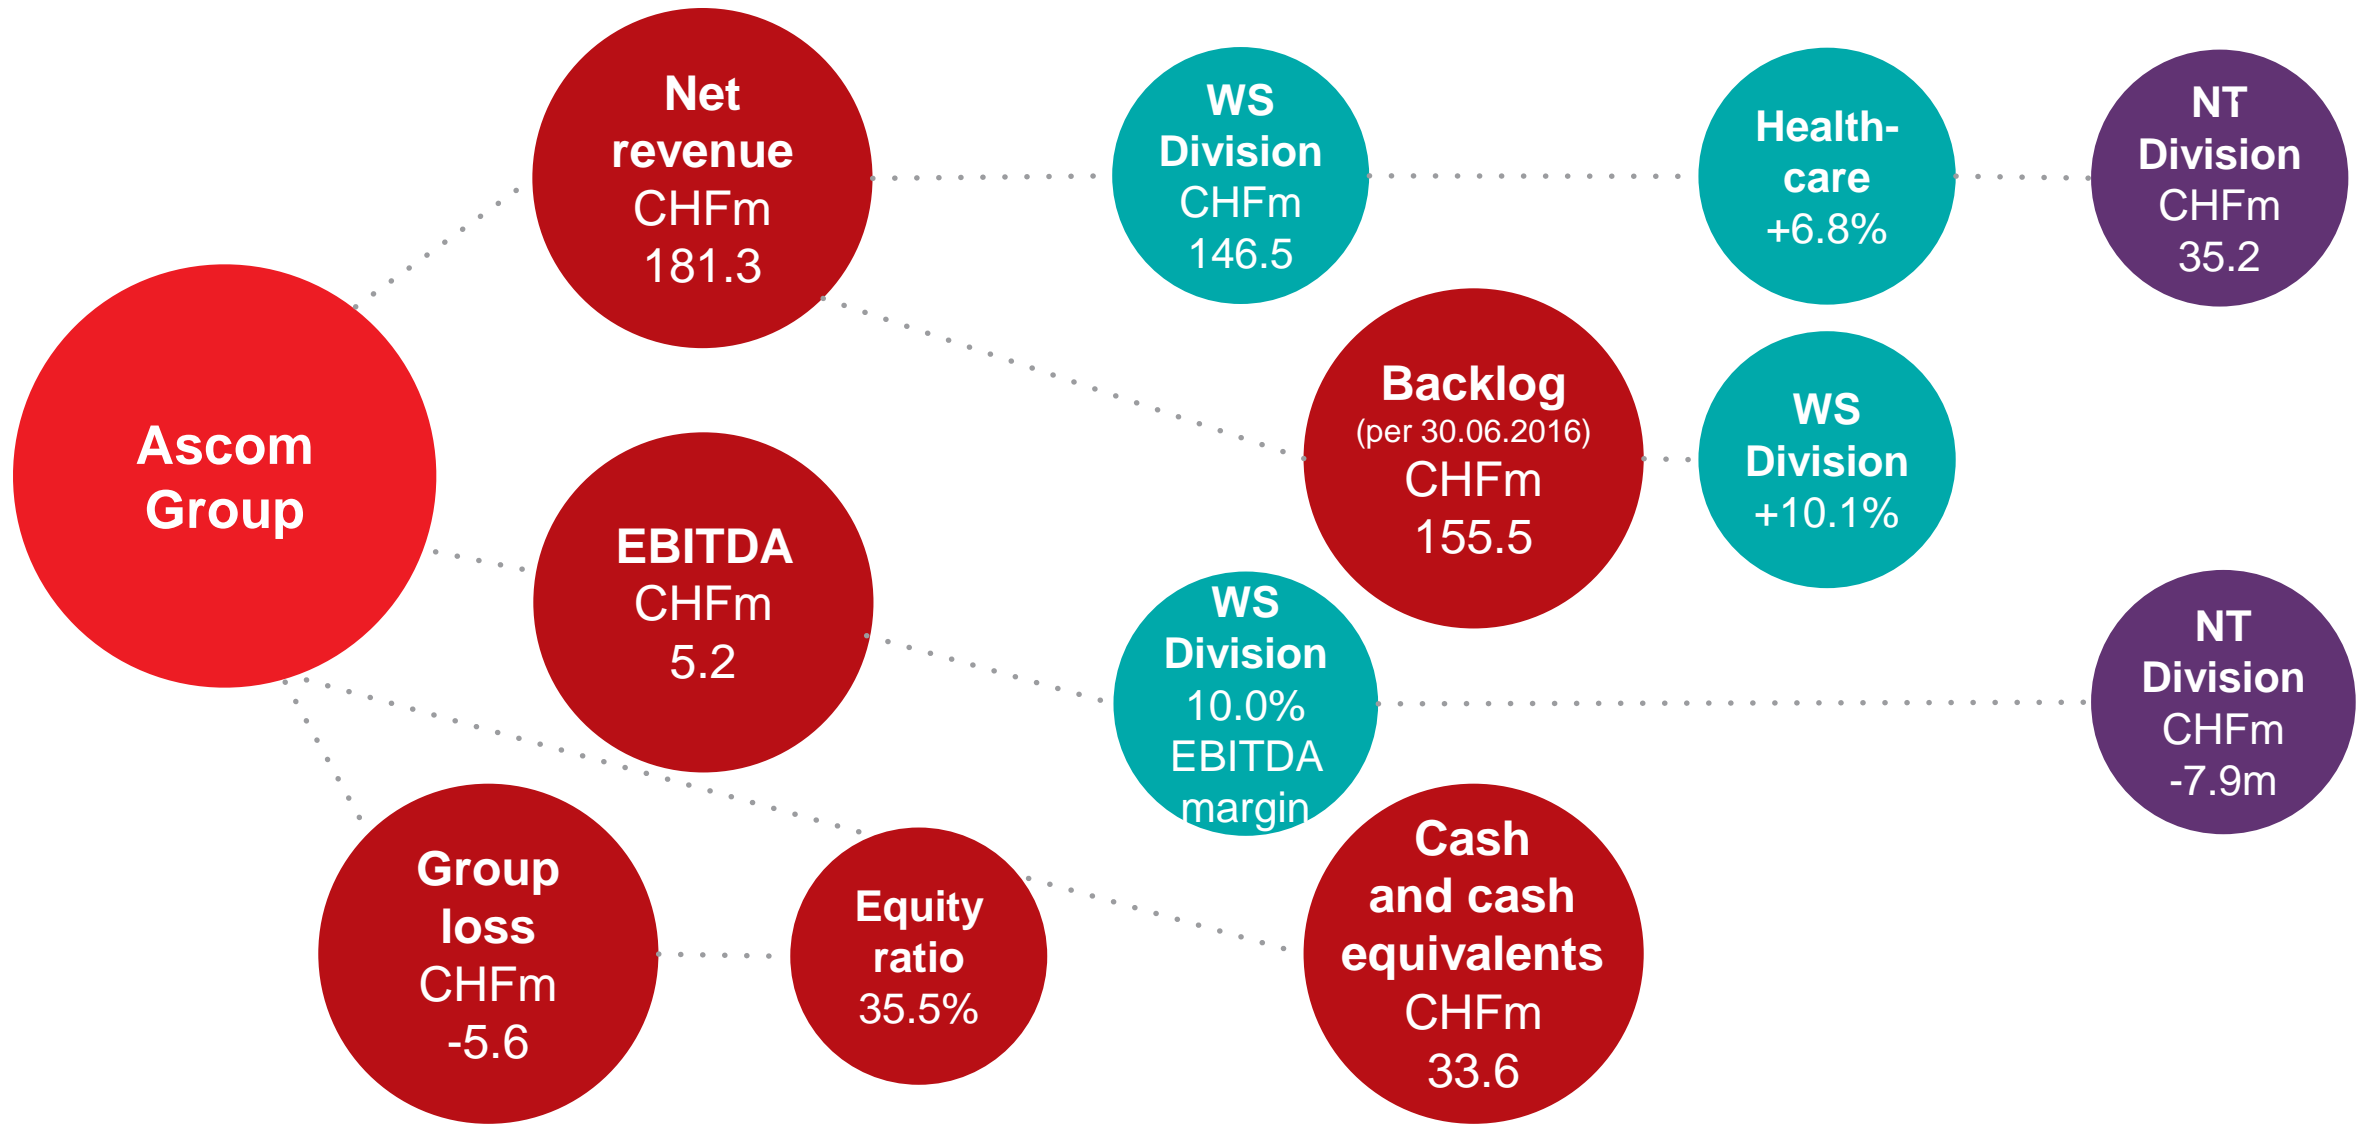 Ascom
Group
Net
revenue
CHFm
181.3
WS
Division
CHFm
146.5
Health-
care
+6.8%
NT
Division
CHFm
35.2
Backlog
(per 30.06.2016)
CHFm
155.5
WS
Division
+10.1%
EBITDA
CHFm
5.2
WS
Division
10.0%
EBITDA
margin
NT
Division
CHFm
-7.9m
Group
loss
CHFm
-5.6
Equity
ratio
35.5%
Cash
and cash
equivalents
CHFm
33.6